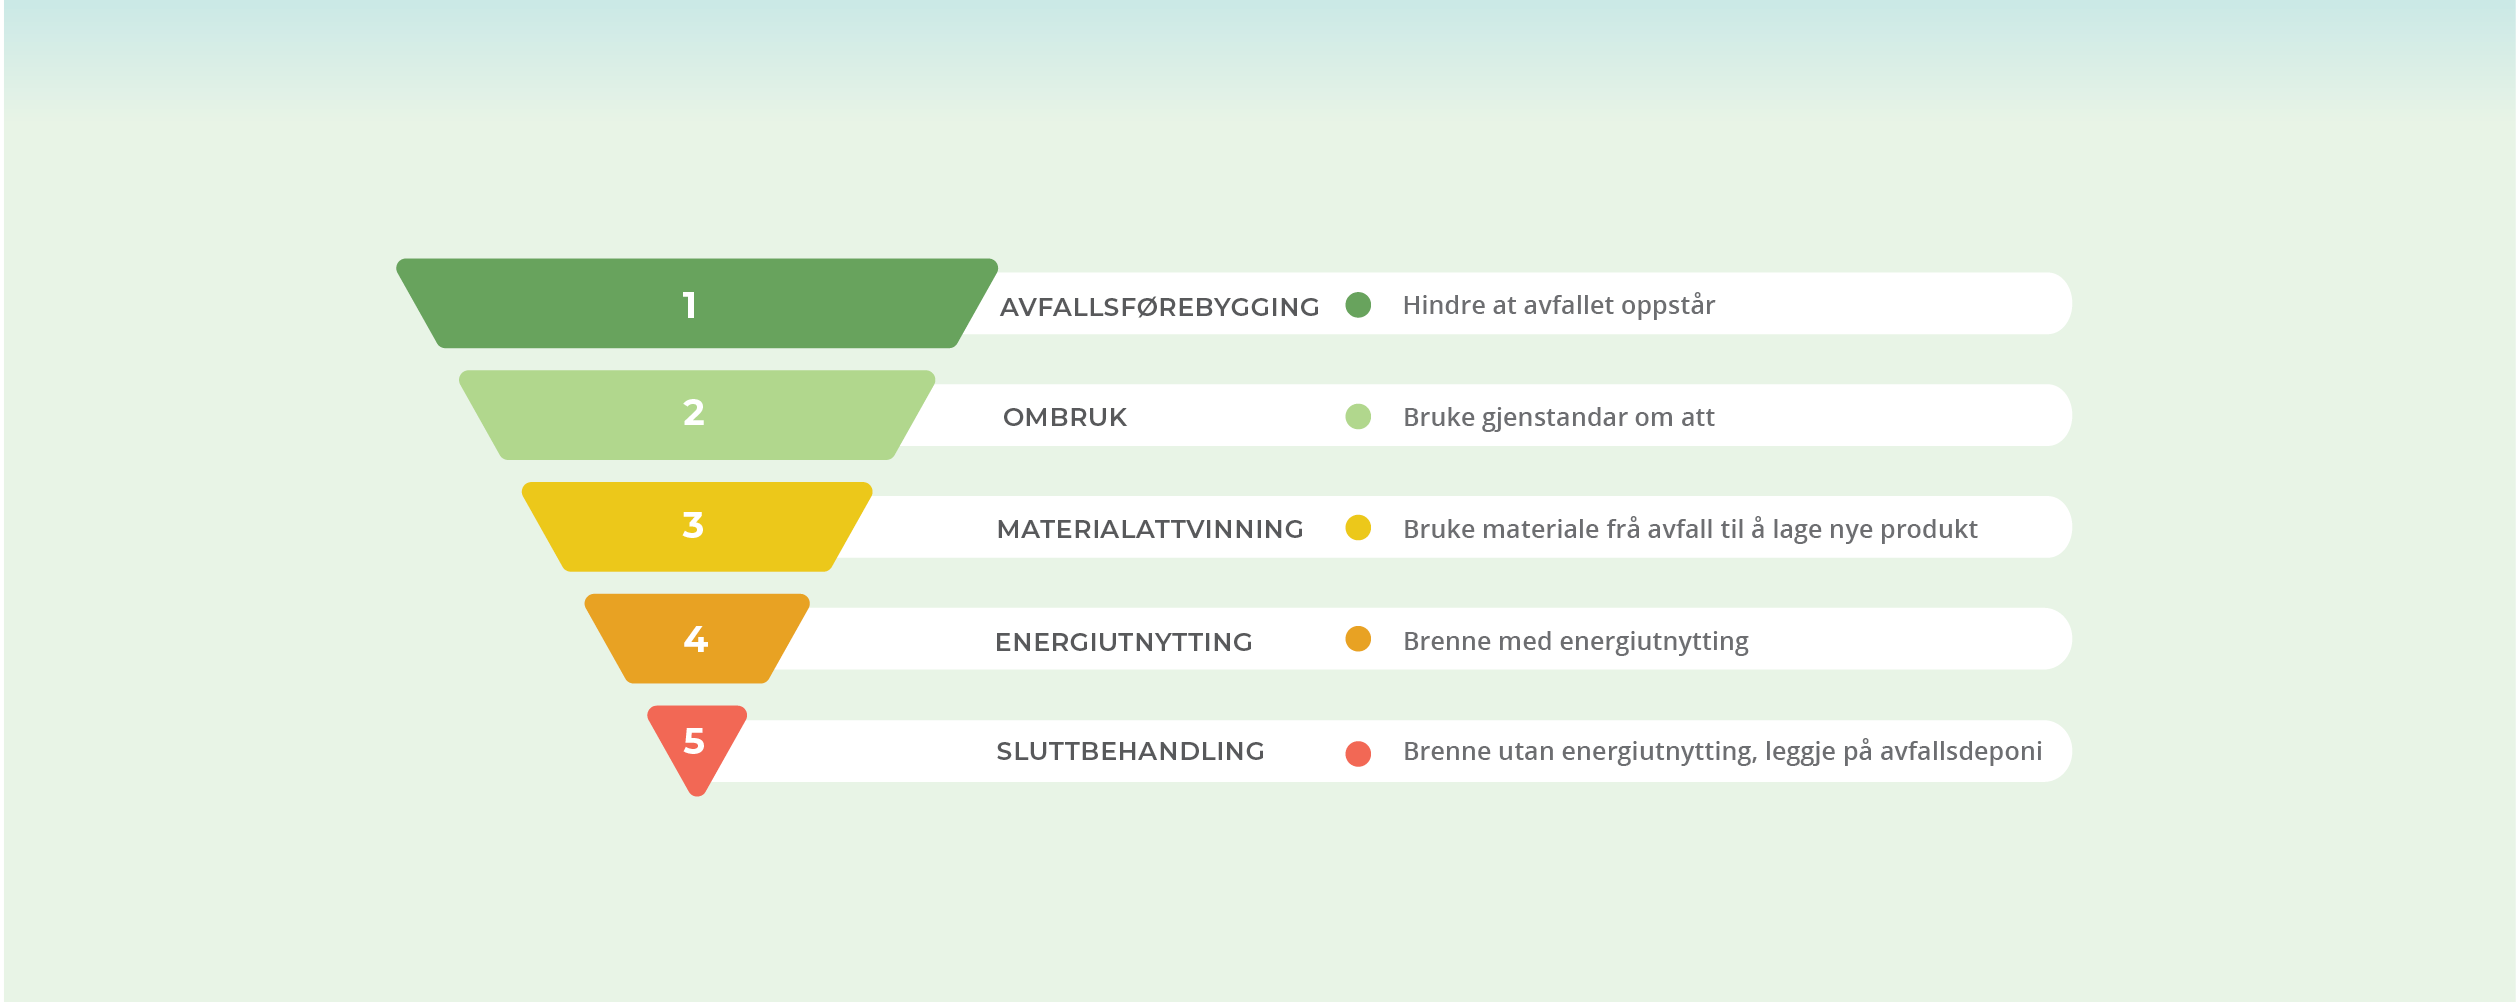 1 AVFALLSFØREBYGGING Hindre at avfallet oppstår
2 OMBRUK Bruke gjenstandar om att
3 MATERIALATTVINNING Bruke materiale frå avfall til å lage nye produkt
4 ENERGIUTNYTTING Brenne med energiutnytting
5 SLUTTBEHANDLING Brenne utan energiutnytting, leggje på avfallsdeponi